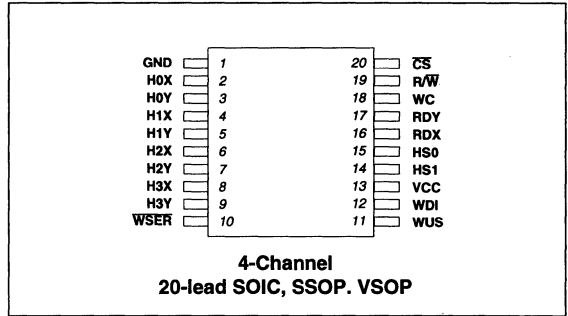 GND 1 20 C̅S̅
H0X 2 19 R/W̅
H0Y 3 18 WC
H1X 4 17 RDY
H1Y 5 16 RDX
H2X 6 15 HS0
H2Y 7 14 HS1
H3X 8 13 VCC
H3Y 9 12 WDI
W̅S̅E̅R̅ 10 11 WUS
4-Channel
20-lead SOIC, SSOP. VSOP